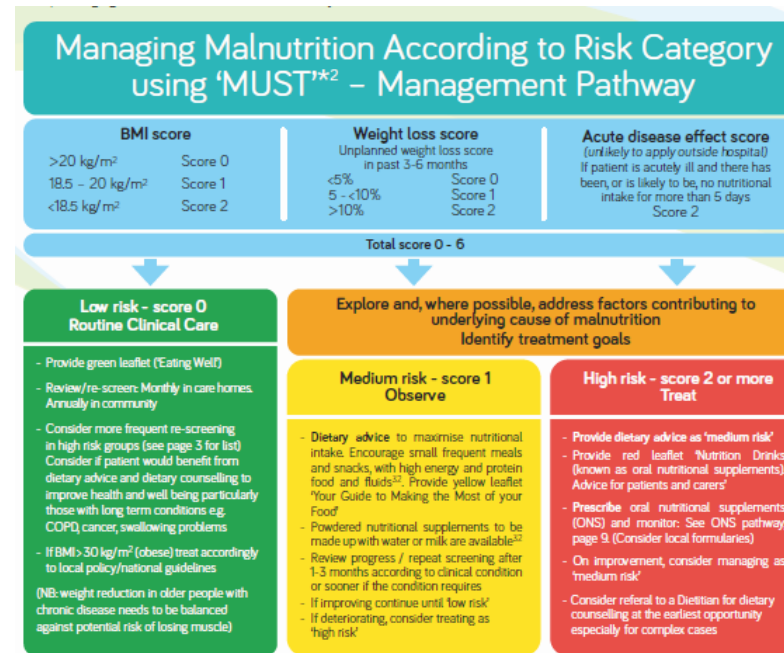 Managing Malnutrition According to Risk Category
using ‘MUST’*2 – Management Pathway
BMI score
>20 kg/m² Score 0
18.5 – 20 kg/m² Score 1
<18.5 kg/m² Score 2
Weight loss score
Unplanned weight loss score
in past 3-6 months
<5% Score 0
5 - <10% Score 1
>10% Score 2
Acute disease effect score
(unlikely to apply outside hospital)
If patient is acutely ill and there has
been, or is likely to be, no nutritional
intake for more than 5 days
Score 2
Total score 0 - 6
Low risk - score 0
Routine Clinical Care
- Provide green leaflet (‘Eating Well’)
- Review/re-screen: Monthly in care homes.
Annually in community
- Consider more frequent re-screening
in high risk groups (see page 3 for list)
Consider if patient would benefit from
dietary advice and dietary counselling to
improve health and well being particularly
those with long term conditions e.g.
COPD, cancer, swallowing problems
- If BMI>30 kg/m² (obese) treat accordingly
to local policy/national guidelines
(NB: weight reduction in older people with
chronic disease needs to be balanced
against potential risk of losing muscle)
Explore and, where possible, address factors contributing to
underlying cause of malnutrition
Identify treatment goals
Medium risk - score 1
Observe
- Dietary advice to maximise nutritional
intake. Encourage small frequent meals
and snacks, with high energy and protein
food and fluids³². Provide yellow leaflet
‘Your Guide to Making the Most of your
Food’
- Powdered nutritional supplements to be
made up with water or milk are available³²
- Review progress / repeat screening after
1-3 months according to clinical condition
or sooner if the condition requires
- If improving continue until ‘low risk’
- If deteriorating, consider treating as
‘high risk’
High risk - score 2 or more
Treat
- Provide dietary advice as ‘medium risk’
- Provide red leaflet ‘Nutrition Drinks
(known as oral nutritional supplements)
Advice for patients and carers’
- Prescribe oral nutritional supplements
(ONS) and monitor: See ONS pathway,
page 9. (Consider local formularies)
- On improvement, consider managing as
‘medium risk’
- Consider referal to a Dietitian for dietary
counselling at the earliest opportunity
especially for complex cases